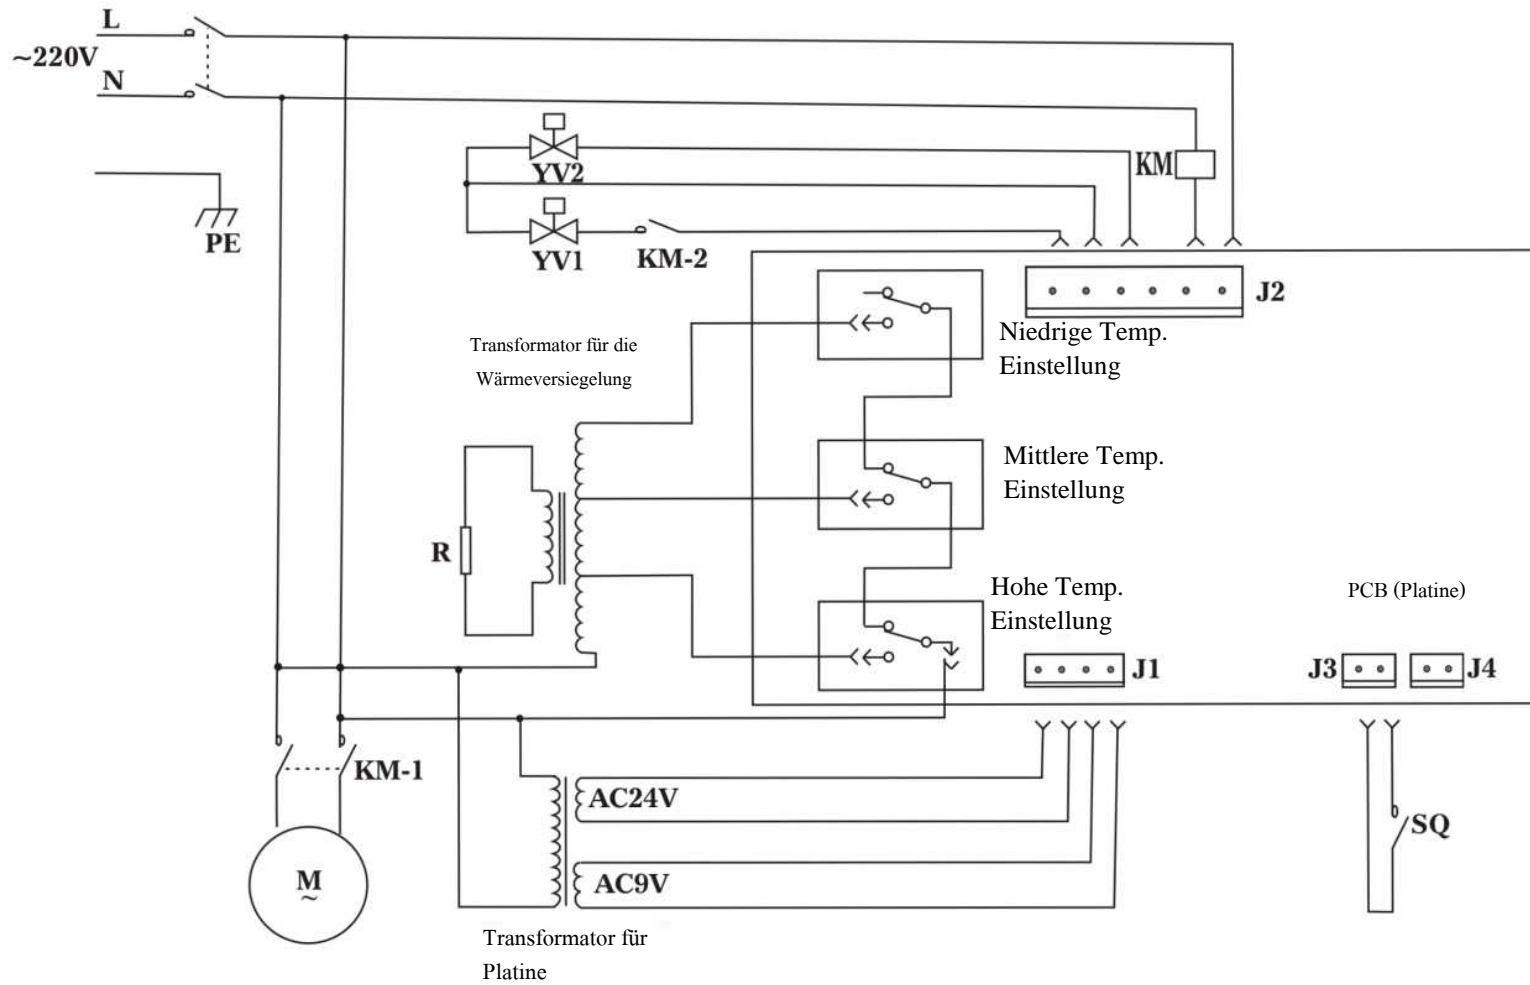 L
~220V
N
PE
YV2
YV1
KM-2
KM
J2
Transformator für die
Wärmeversiegelung
Niedrige Temp.
Einstellung
Mittlere Temp.
Einstellung
R
Hohe Temp.
Einstellung
PCB (Platine)
J1
J3
J4
KM-1
AC24V
SQ
M
~
AC9V
Transformator für
Platine